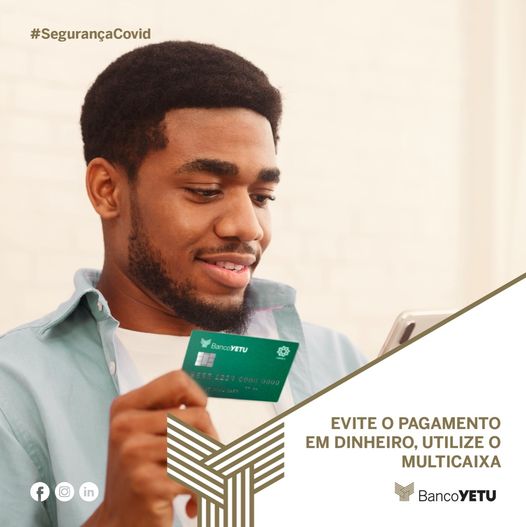 #SegurançaCovid
BancoYETU
EVITE O PAGAMENTO
EM DINHEIRO, UTILIZE O
MULTICAIXA
BancoYETU